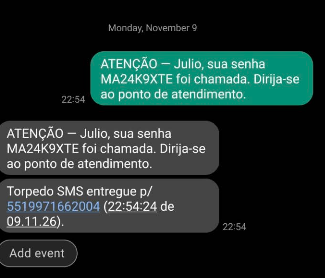 Monday, November 9
ATENÇÃO — Julio, sua senha
MA24K9XTE foi chamada. Dirija-se
ao ponto de atendimento.
22:54
ATENÇÃO — Julio, sua senha
MA24K9XTE foi chamada. Dirija-se
ao ponto de atendimento.
Torpedo SMS entregue p/
5519971662004 (22:54:24 de
09.11.26).
22:54
Add event